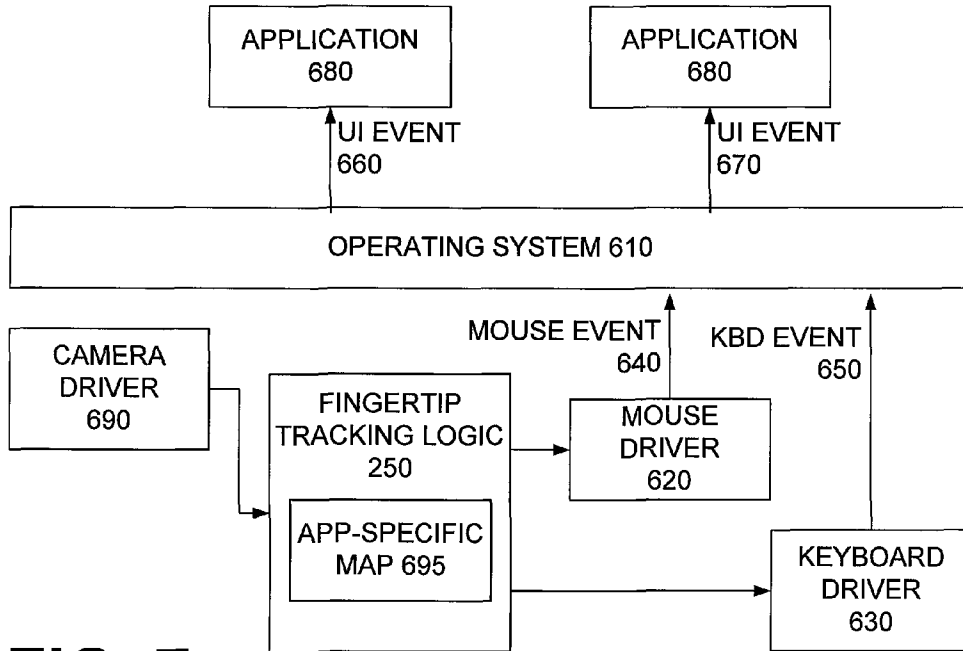 APPLICATION
680
APPLICATION
680
UI EVENT
660
UI EVENT
670
OPERATING SYSTEM 610
MOUSE EVENT
640
KBD EVENT
650
CAMERA
DRIVER
690
FINGERTIP
TRACKING LOGIC
250
APP-SPECIFIC
MAP 695
MOUSE
DRIVER
620
KEYBOARD
DRIVER
630